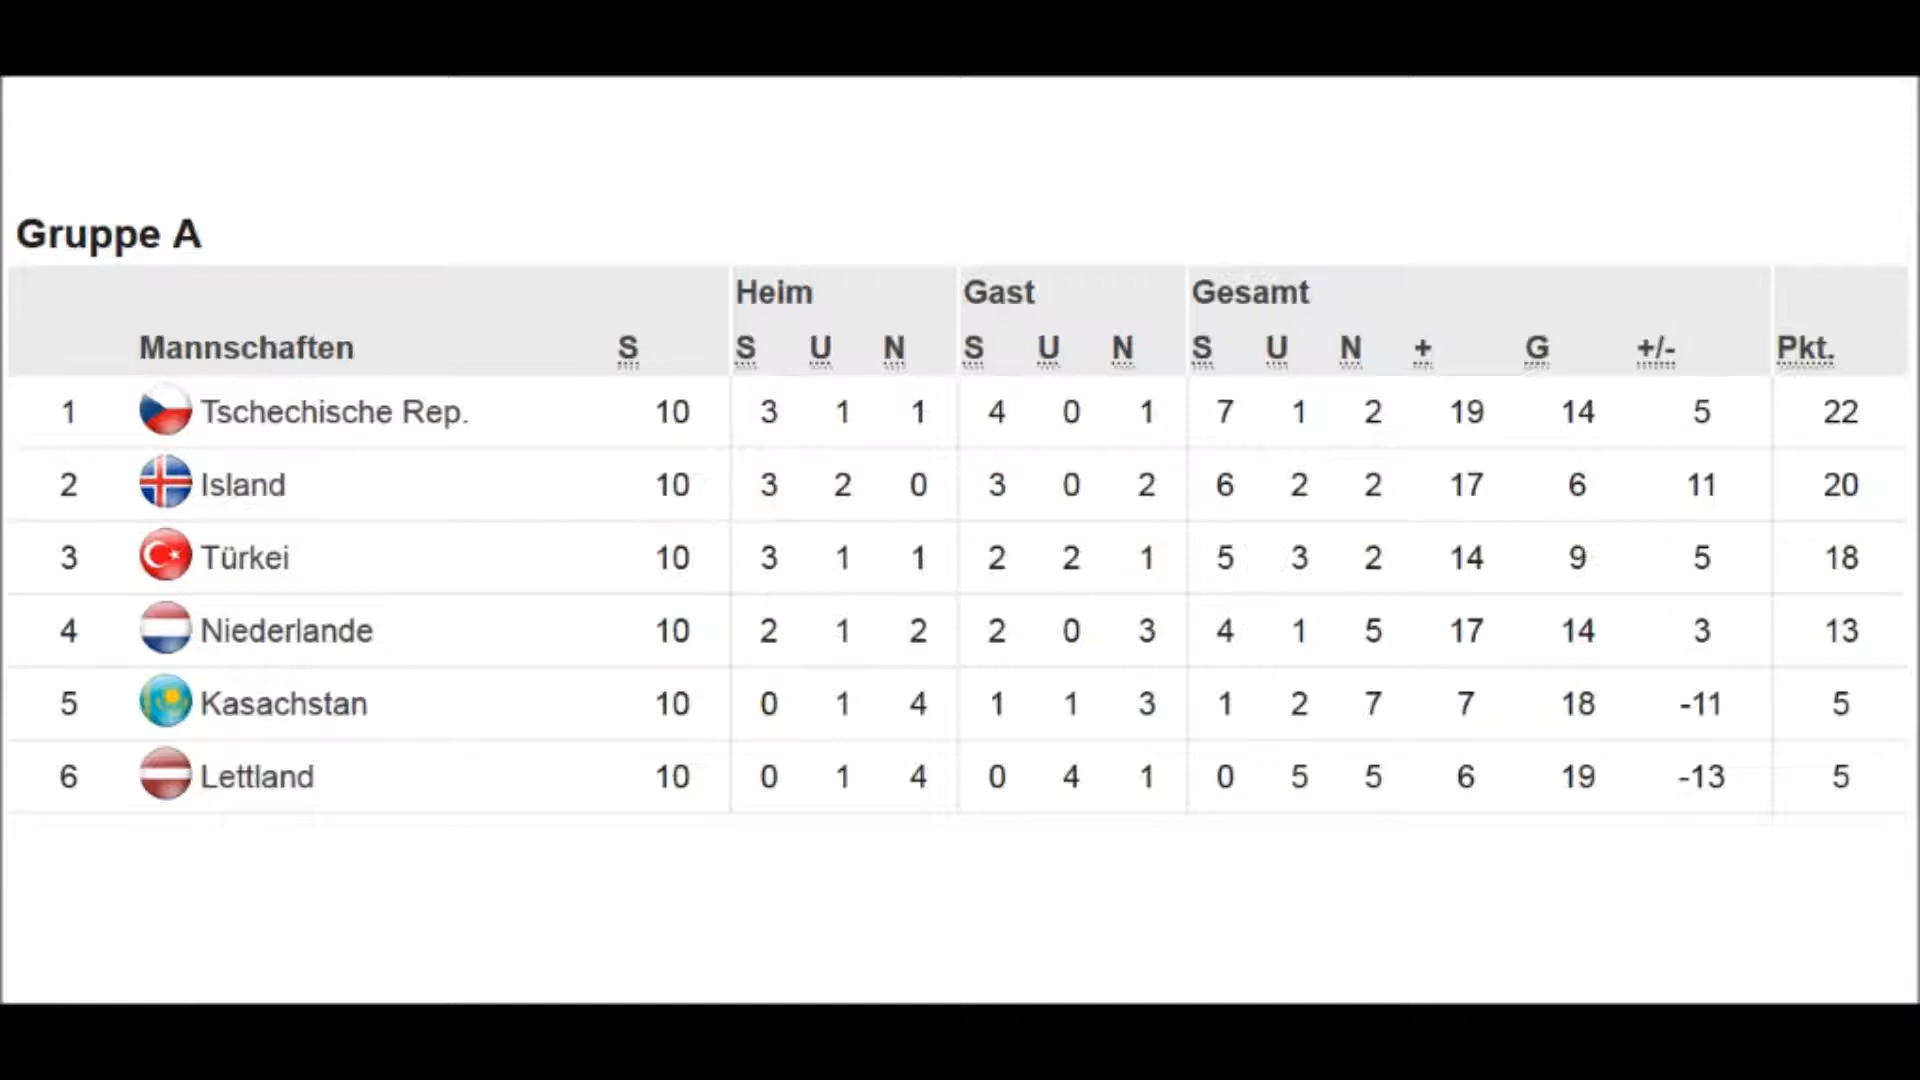 Gruppe A
Heim Gast Gesamt
Mannschaften S S U N S U N S U N + G +/- Pkt.
1 Tschechische Rep. 10 3 1 1 4 0 1 7 1 2 19 14 5 22
2 Island 10 3 2 0 3 0 2 6 2 2 17 6 11 20
3 Türkei 10 3 1 1 2 2 1 5 3 2 14 9 5 18
4 Niederlande 10 2 1 2 2 0 3 4 1 5 17 14 3 13
5 Kasachstan 10 0 1 4 1 1 3 1 2 7 7 18 -11 5
6 Lettland 10 0 1 4 0 4 1 0 5 5 6 19 -13 5